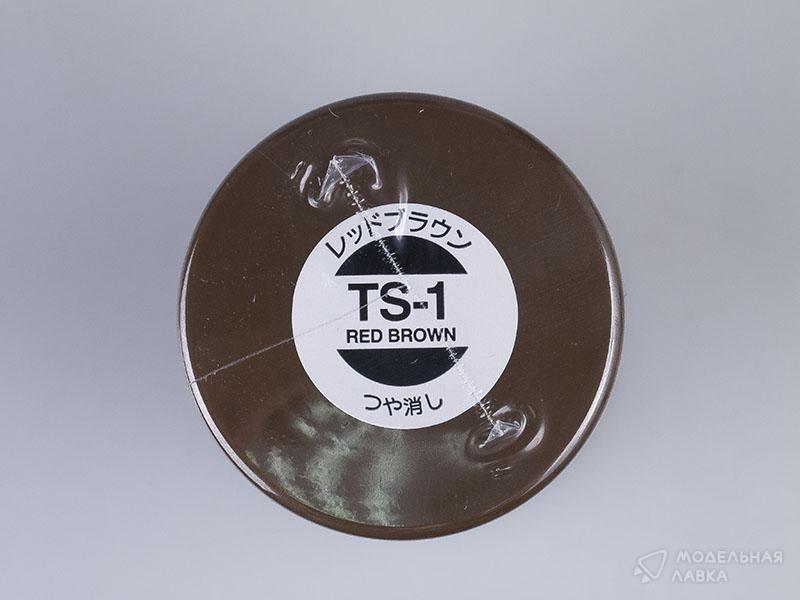 レッドブラウン
TS-1
RED BROWN
つや消し
МОДЕЛЬНАЯ
ЛАВКА